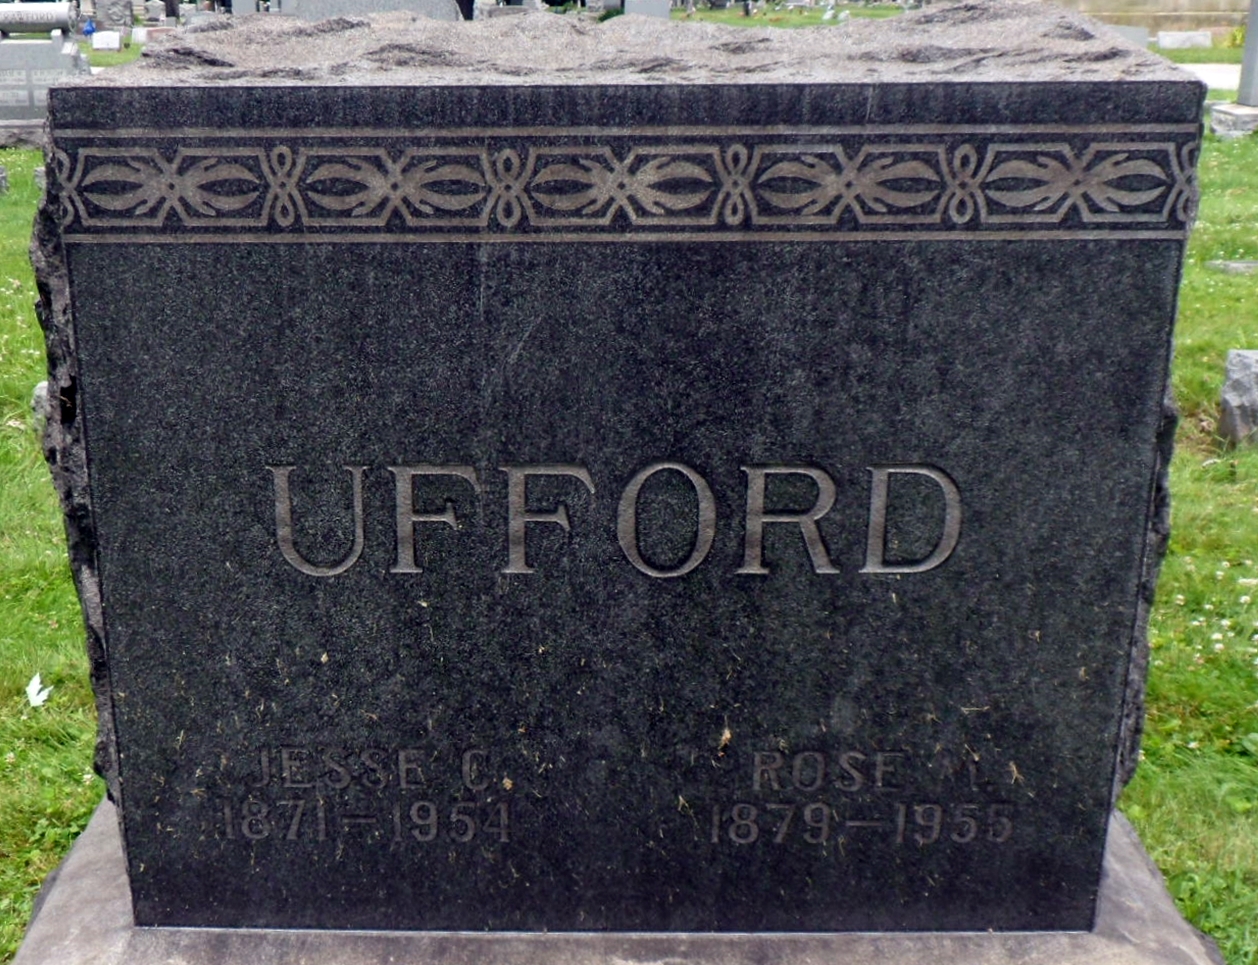 UFFORD
JESSE C.
1871-1954
ROSE M.
1879-1955